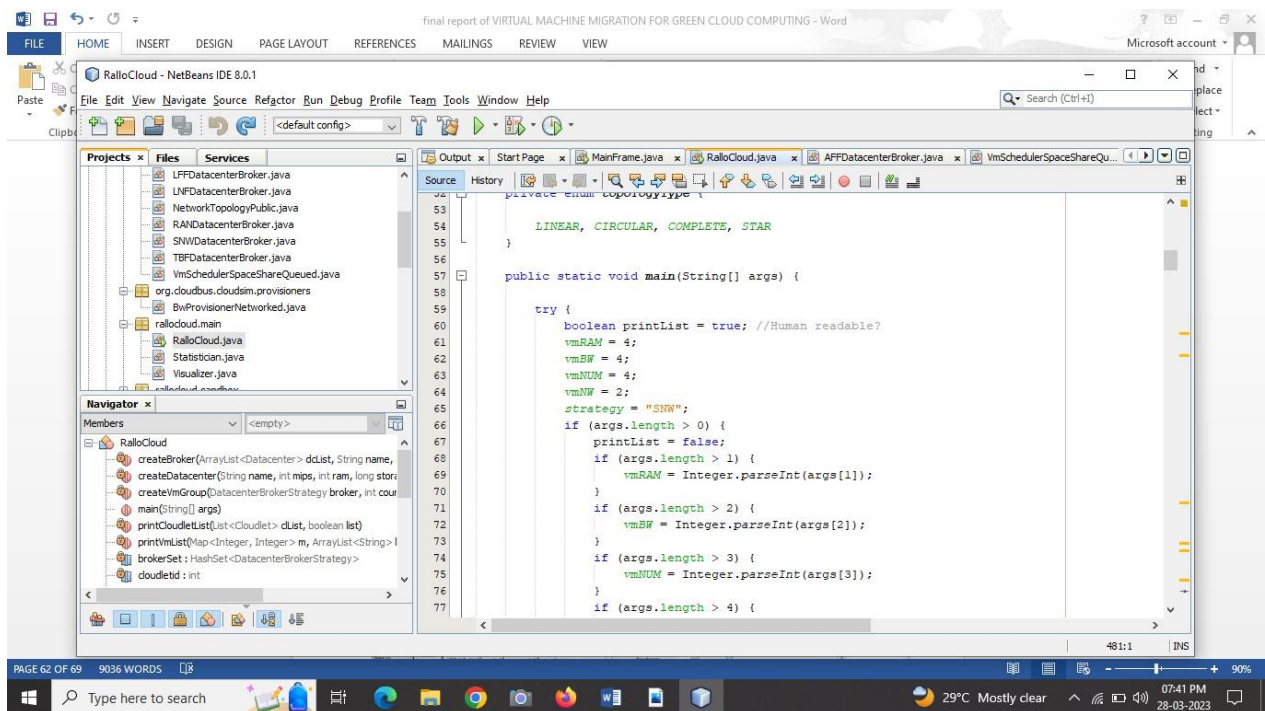 final report of VIRTUAL MACHINE MIGRATION FOR GREEN CLOUD COMPUTING - Word
FILE HOME INSERT DESIGN PAGE LAYOUT REFERENCES MAILINGS REVIEW VIEW Microsoft account
Paste
RalloCloud - NetBeans IDE 8.0.1
File Edit View Navigate Source Refactor Run Debug Profile Team Tools Window Help
Search (Ctrl+I)
<default config>
Projects Files Services
LFFDatacenterBroker.java
LNFDatacenterBroker.java
NetworkTopologyPublic.java
RANDatacenterBroker.java
SNWDatacenterBroker.java
TBFDatacenterBroker.java
VmSchedulerSpaceShareQueued.java
org.cloudbus.cloudsim.provisioners
BwProvisionerNetworked.java
rallocloud.main
RalloCloud.java
Statistician.java
Visualizer.java
Navigator
Members <empty>
RalloCloud
createBroker(ArrayList<Datacenter> dcList, String name,
createDatacenter(String name, int mips, int ram, long stora
createVmGroup(DatacenterBrokerStrategy broker, int cour
main(String[] args)
printCloudletList(List<Cloudlet> clList, boolean list)
printVmList(Map<Integer, Integer> m, ArrayList<String> l
brokerSet : HashSet<DatacenterBrokerStrategy>
cloudletid : int
Output Start Page MainFrame.java RalloCloud.java AFFDatacenterBroker.java VmSchedulerSpaceShareQu...
Source History
52 private enum topologyType {
53
54 LINEAR, CIRCULAR, COMPLETE, STAR
55 }
56
57 public static void main(String[] args) {
58
59 try {
60 boolean printList = true; //Human readable?
61 vmRAM = 4;
62 vmBW = 4;
63 vmNUM = 4;
64 vmNW = 2;
65 strategy = "SNW";
66 if (args.length > 0) {
67 printList = false;
68 if (args.length > 1) {
69 vmRAM = Integer.parseInt(args[1]);
70 }
71 if (args.length > 2) {
72 vmBW = Integer.parseInt(args[2]);
73 }
74 if (args.length > 3) {
75 vmNUM = Integer.parseInt(args[3]);
76 }
77 if (args.length > 4) {
481:1 INS
PAGE 62 OF 69 9036 WORDS 90%
Type here to search 29°C Mostly clear 07:41 PM
28-03-2023